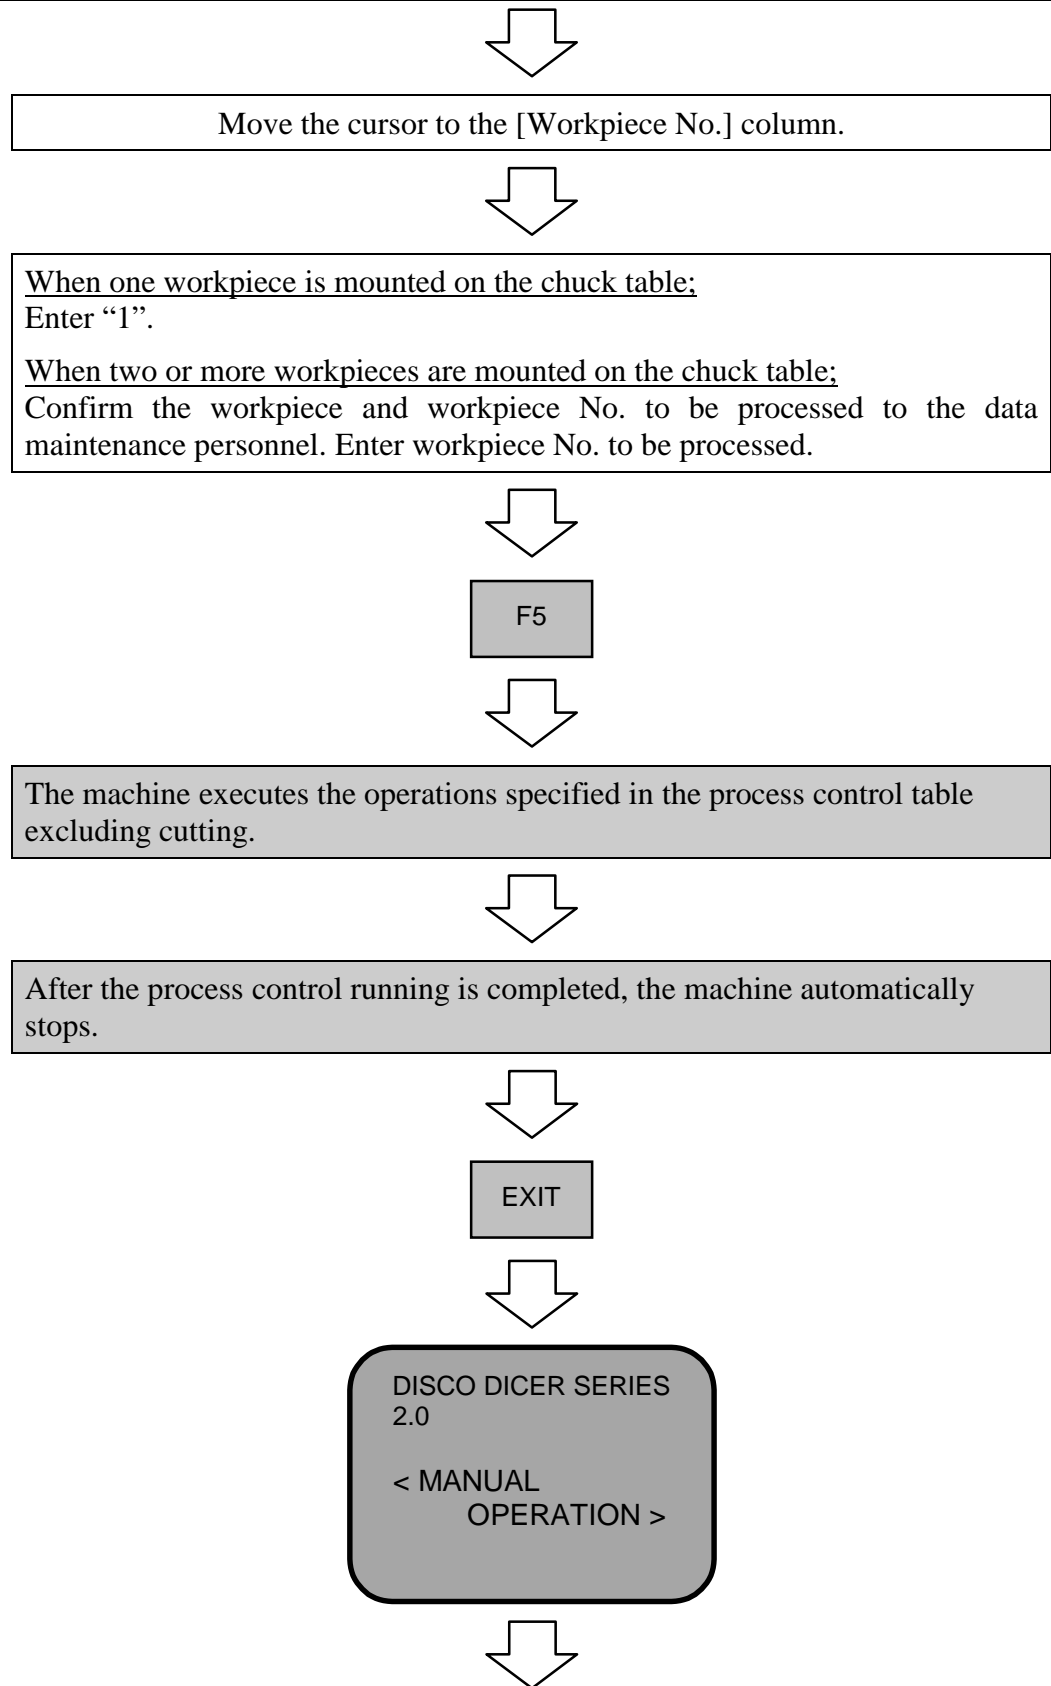 Move the cursor to the [Workpiece No.] column.
When one workpiece is mounted on the chuck table;
Enter “1”.
When two or more workpieces are mounted on the chuck table;
Confirm the workpiece and workpiece No. to be processed to the data
maintenance personnel. Enter workpiece No. to be processed.
F5
The machine executes the operations specified in the process control table
excluding cutting.
After the process control running is completed, the machine automatically
stops.
EXIT
DISCO DICER SERIES
2.0
< MANUAL
OPERATION >